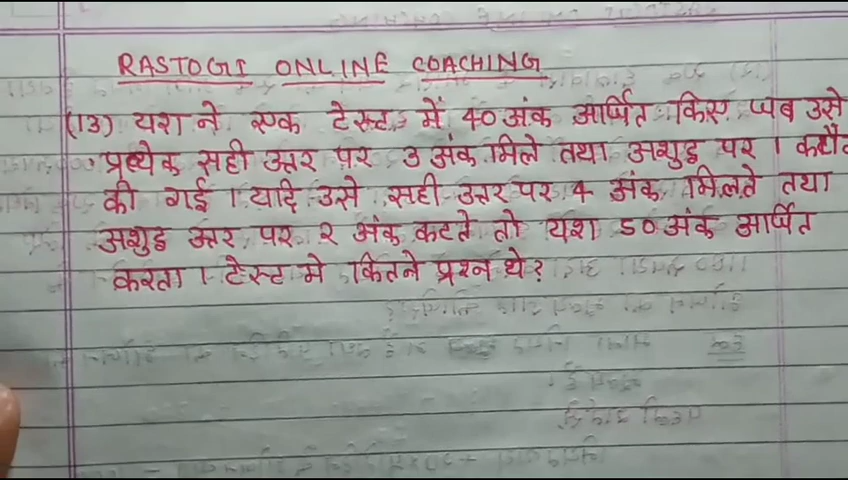 RASTOGI ONLINE COACHING
(13) यश ने एक टेस्ट में 40 अंक अर्जित किए जब उसे
प्रत्येक सही उत्तर पर 3 अंक मिले तथा अशुद्ध पर 1
की गई । यदि उसे सही उत्तर पर 4 अंक मिलते तथा
अशुद्ध उत्तर पर 2 अंक कटते तो यश 50 अंक अर्जित
करता । टेस्ट मे कितने प्रश्न थे?